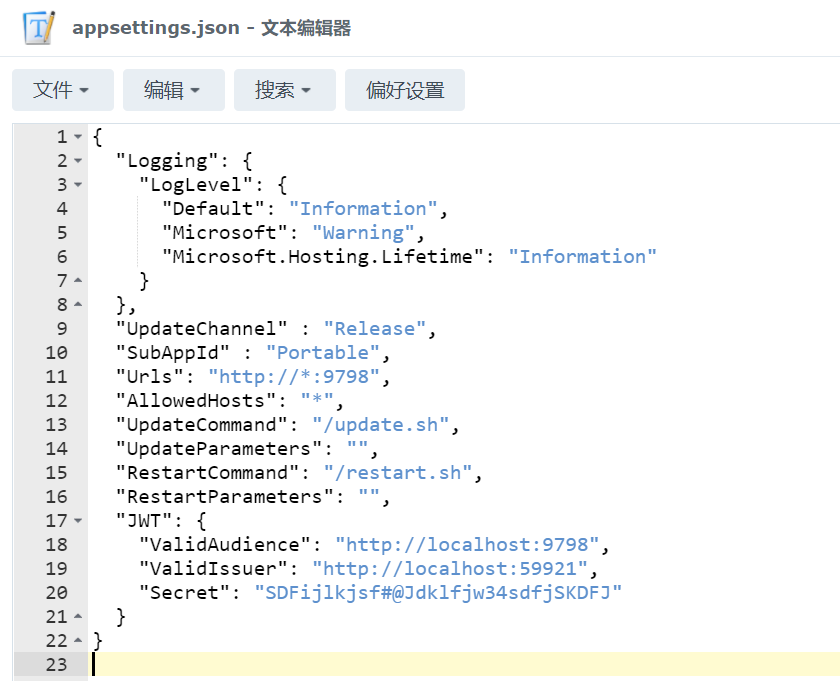 appsettings.json - 文本编辑器
文件 编辑 搜索 偏好设置
1 {
2   "Logging": {
3     "LogLevel": {
4       "Default": "Information",
5       "Microsoft": "Warning",
6       "Microsoft.Hosting.Lifetime": "Information"
7     }
8   },
9   "UpdateChannel" : "Release",
10   "SubAppId" : "Portable",
11   "Urls": "http://*:9798",
12   "AllowedHosts": "*",
13   "UpdateCommand": "/update.sh",
14   "UpdateParameters": "",
15   "RestartCommand": "/restart.sh",
16   "RestartParameters": "",
17   "JWT": {
18     "ValidAudience": "http://localhost:9798",
19     "ValidIssuer": "http://localhost:59921",
20     "Secret": "SDFijlkjsf#@Jdklfjw34sdfjSKDFJ"
21   }
22 }
23